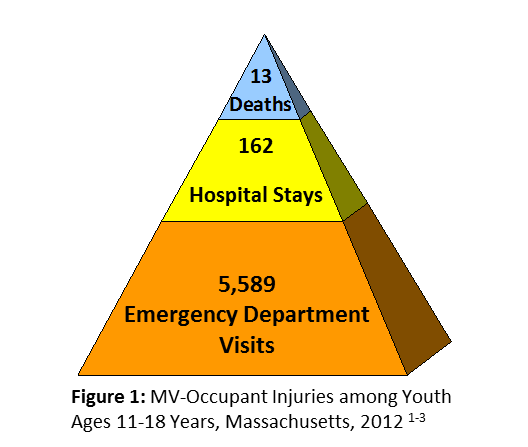 13
Deaths
162
Hospital Stays
5,589
Emergency Department
Visits
Figure 1: MV-Occupant Injuries among Youth
Ages 11-18 Years, Massachusetts, 2012 1-3